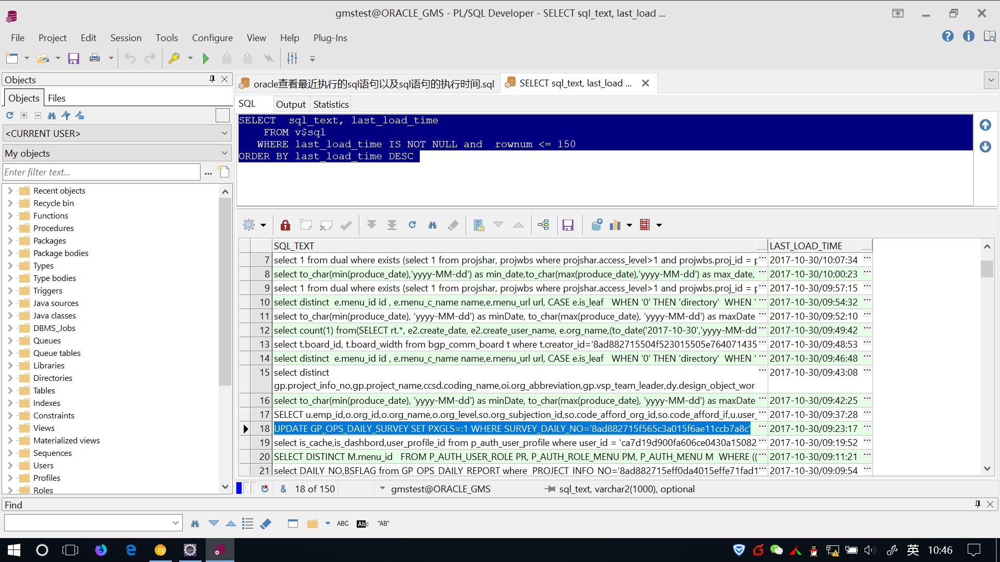 gmstest@ORACLE_GMS - PL/SQL Developer - SELECT sql_text, last_load ...
File Project Edit Session Tools Configure View Help Plug-Ins
Objects
Objects Files
<CURRENT USER>
My objects
Enter filter text...
Recent objects
Recycle bin
Functions
Procedures
Packages
Package bodies
Types
Type bodies
Triggers
Java sources
Java classes
DBMS_Jobs
Queues
Queue tables
Libraries
Directories
Tables
Indexes
Constraints
Views
Materialized views
Sequences
Users
Profiles
Roles
oracle查看最近执行的sql语句以及sql语句的执行时间.sql
SELECT sql_text, last_load ...
SQL Output Statistics
SELECT  sql_text, last_load_time
FROM v$sql
WHERE last_load_time IS NOT NULL and  rownum <= 150
ORDER BY last_load_time DESC
SQL_TEXT LAST_LOAD_TIME
7 select 1 from dual where exists (select 1 from projshar, projwbs where projshar.access_level>1 and projwbs.proj_id = p ... 2017-10-30/10:07:34 ...
8 select to_char(min(produce_date),'yyyy-MM-dd') as min_date,to_char(max(produce_date),'yyyy-MM-dd') as max_date, ... 2017-10-30/10:00:23 ...
9 select 1 from dual where exists (select 1 from projshar, projwbs where projshar.access_level>1 and projwbs.proj_id = p ... 2017-10-30/09:57:15 ...
10 select distinct  e.menu_id id , e.menu_c_name name,e.menu_url url, CASE e.is_leaf   WHEN '0' THEN 'directory'  WHEN ' ... 2017-10-30/09:54:32 ...
11 select to_char(min(produce_date), 'yyyy-MM-dd') as minDate, to_char(max(produce_date), 'yyyy-MM-dd') as maxDate ... 2017-10-30/09:52:10 ...
12 select count(1) from(SELECT rt.*, e2.create_date, e2.create_user_name, e.org_name,(to_date('2017-10-30','yyyy-MM-dd ... 2017-10-30/09:49:42 ...
13 select t.board_id, t.board_width from bgp_comm_board t where t.creator_id='8ad882715504f523015505e764071435 ... 2017-10-30/09:48:53 ...
14 select distinct  e.menu_id id , e.menu_c_name name,e.menu_url url, CASE e.is_leaf   WHEN '0' THEN 'directory'  WHEN ' ... 2017-10-30/09:46:48 ...
15 select distinct ... 2017-10-30/09:43:08 ...
gp.project_info_no,gp.project_name,ccsd.coding_name,oi.org_abbreviation,gp.vsp_team_leader,dy.design_object_wor
16 select to_char(min(produce_date), 'yyyy-MM-dd') as minDate, to_char(max(produce_date), 'yyyy-MM-dd') as maxDate ... 2017-10-30/09:42:25 ...
17 SELECT u.emp_id,o.org_id,o.org_name,o.org_level,so.org_subjection_id,so.code_afford_org_id,so.code_afford_if,u.user_ ... 2017-10-30/09:37:28 ...
18 UPDATE GP_OPS_DAILY_SURVEY SET PXGLS=:1 WHERE SURVEY_DAILY_NO='8ad882715f565c3a015f6ae11ccb7a8c' ... 2017-10-30/09:23:17 ...
19 select is_cache,is_dashbord,user_profile_id from p_auth_user_profile where user_id = 'ca7d19d900fa606ce0430a15082 ... 2017-10-30/09:19:52 ...
20 SELECT DISTINCT M.menu_id   FROM P_AUTH_USER_ROLE PR, P_AUTH_ROLE_MENU PM, P_AUTH_MENU M  WHERE (( ... 2017-10-30/09:11:21 ...
21 select DAILY_NO,BSFLAG from GP_OPS_DAILY_REPORT where  PROJECT_INFO_NO='8ad882715eff0da4015effe71fad1 ... 2017-10-30/09:09:54 ...
& 18 of 150 gmstest@ORACLE_GMS sql_text, varchar2(1000), optional
Find
ABC Abc "AB"
英 10:46